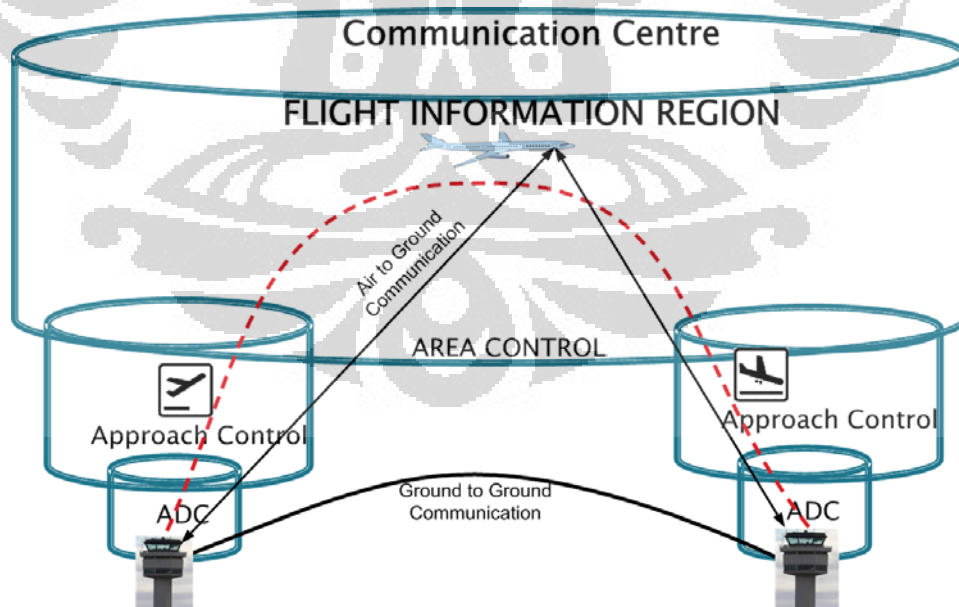 Communication Centre
FLIGHT INFORMATION REGION
Air to Ground
Communication
AREA CONTROL
Approach Control
Approach Control
Ground to Ground
Communication
ADC
ADC